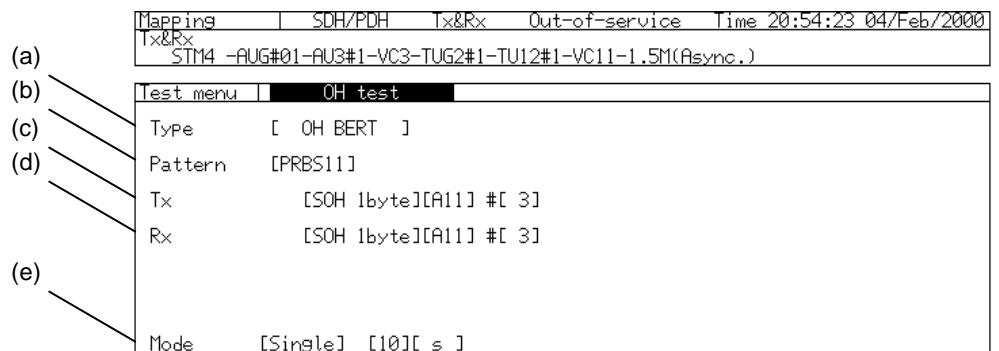 Mapping SDH/PDH Tx&Rx Out-of-service Time 20:54:23 04/Feb/2000
Tx&Rx
STM4 -AUG#01-AU3#1-VC3-TUG2#1-TU12#1-VC11-1.5M(Async.)
Test menu OH test
(a) Type [ OH BERT ]
(b) Pattern [PRBS11]
(c) Tx [SOH 1byte][A11] #[ 3]
(d) Rx [SOH 1byte][A11] #[ 3]
(e) Mode [Single] [10][ s ]